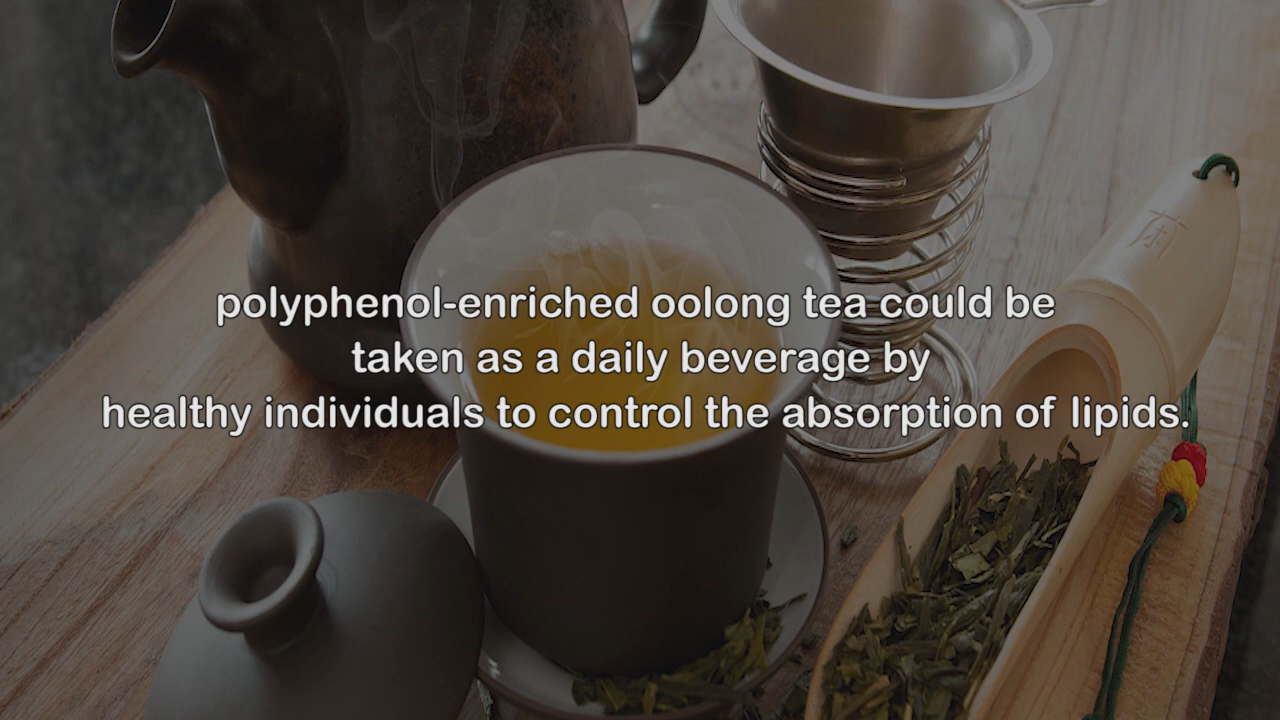 polyphenol-enriched oolong tea could be
taken as a daily beverage by
healthy individuals to control the absorption of lipids.